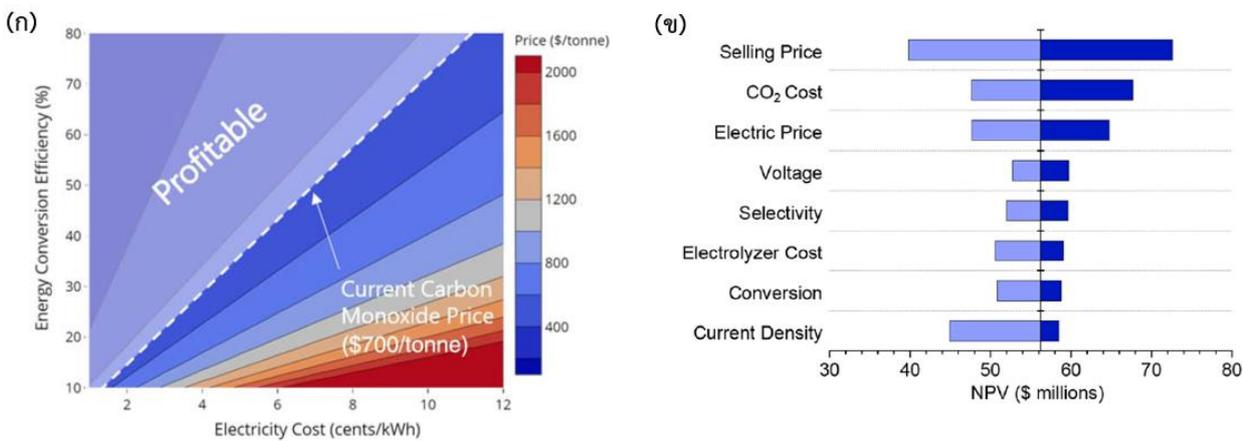 (ก)
Price ($/tonne)
80
70
60
50
40
30
20
10
Energy Conversion Efficiency (%)
Profitable
Current Carbon
Monoxide Price
($700/tonne)
2000
1600
1200
800
400
2 4 6 8 10 12
Electricity Cost (cents/kWh)
(ข)
Selling Price
CO₂ Cost
Electric Price
Voltage
Selectivity
Electrolyzer Cost
Conversion
Current Density
30 40 50 60 70 80
NPV ($ millions)